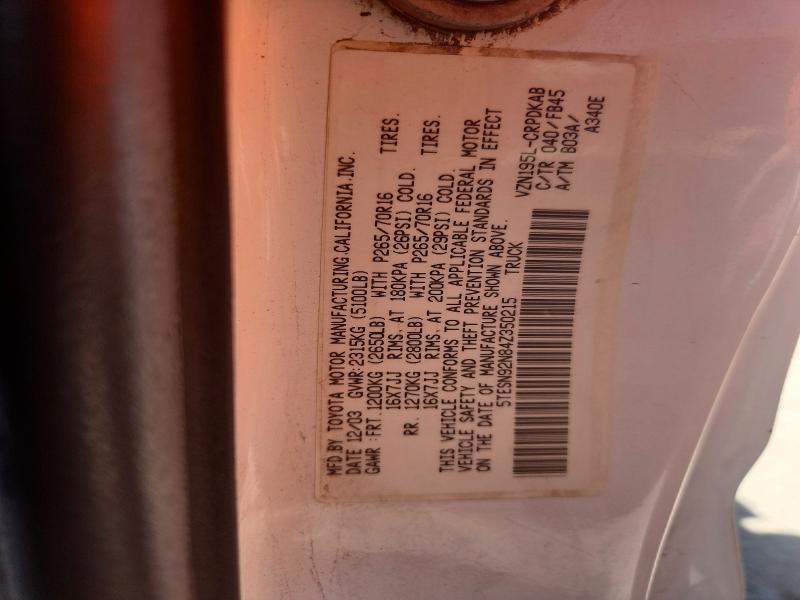 MFD.BY TOYOTA MOTOR MANUFACTURING.CALIFORNIA.INC.
DATE 12/03 GVWR:2315KG (5100LB)
GAWR :FRT.1200KG (2650LB) WITH P265/70R16 TIRES.
16X7JJ RIMS. AT 180KPA (26PSI) COLD.
RR. 1270KG (2800LB) WITH P265/70R16 TIRES.
16X7JJ RIMS. AT 200KPA (29PSI) COLD.
THIS VEHICLE CONFORMS TO ALL APPLICABLE FEDERAL MOTOR
VEHICLE SAFETY AND THEFT PREVENTION STANDARDS IN EFFECT
ON THE DATE OF MANUFACTURE SHOWN ABOVE.
5TESN92N84Z350215 TRUCK
VZN195L-CRPDKAB
C/TR 040/FB45
A/TM B03A/
A340E